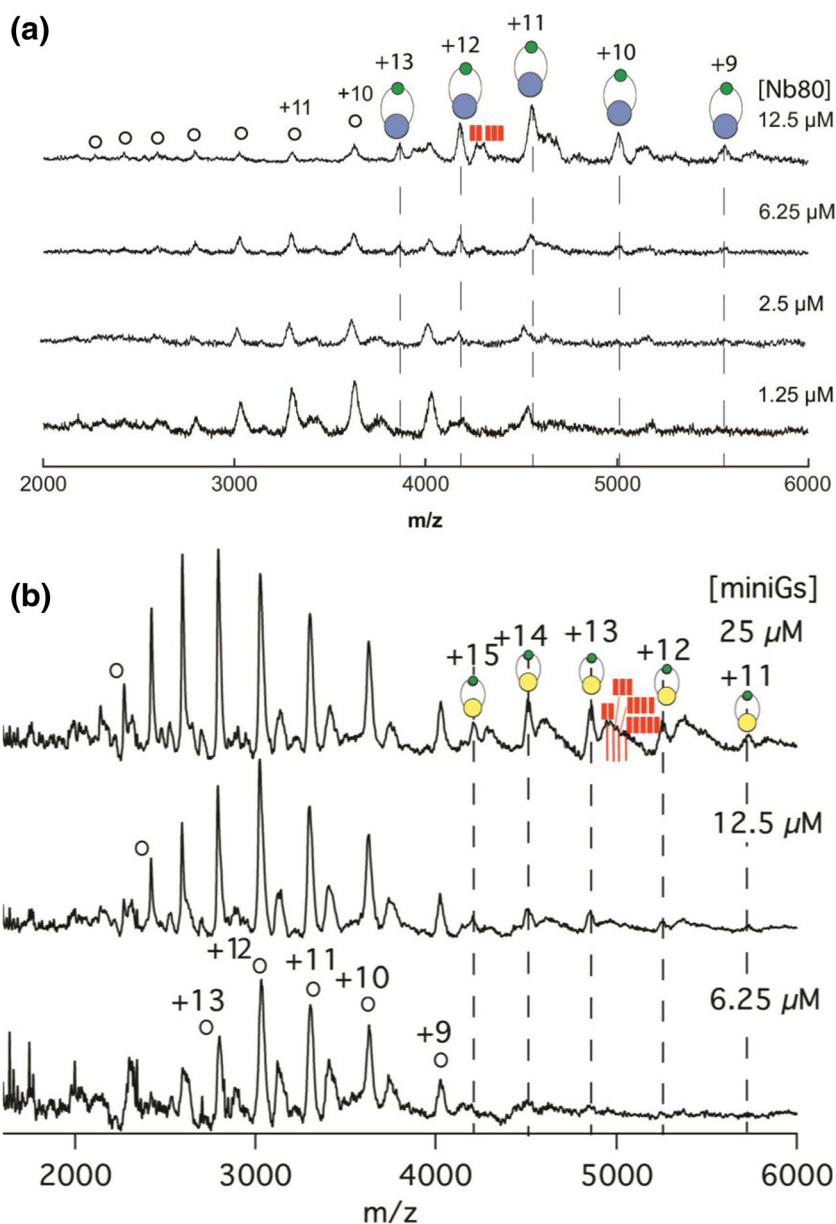 (a)
+13
+12
+11
+10
+9
+11
+10
[Nb80]
12.5 µM
6.25 µM
2.5 µM
1.25 µM
2000
3000
4000
5000
6000
m/z
(b)
[miniGs]
25 µM
+15
+14
+13
+12
+11
12.5 µM
+12
+11
+10
+13
+9
6.25 µM
2000
3000
4000
5000
6000
m/z